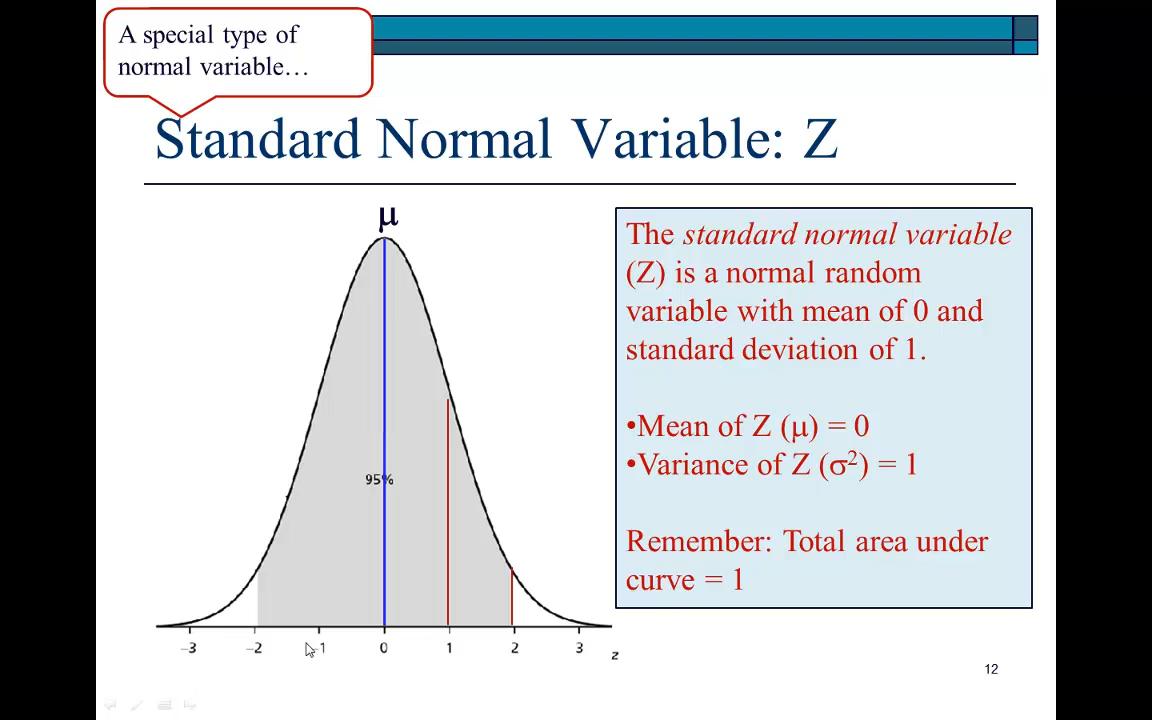 A special type of
normal variable…
Standard Normal Variable: Z
μ
95%
−3 −2 −1 0 1 2 3 z
The standard normal variable
(Z) is a normal random
variable with mean of 0 and
standard deviation of 1.
•Mean of Z (μ) = 0
•Variance of Z (σ²) = 1
Remember: Total area under
curve = 1
12